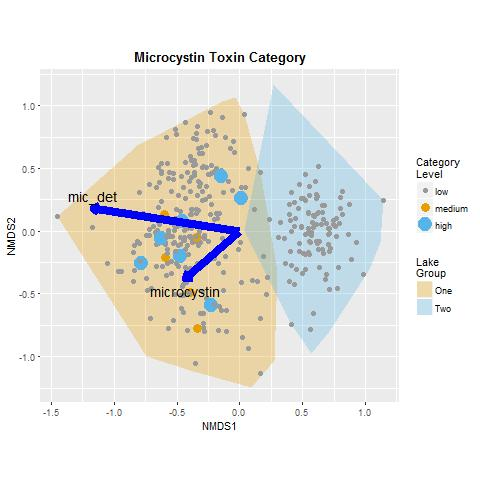 Microcystin Toxin Category
1.0
0.5
0.0
-0.5
-1.0
NMDS2
mic_det
microcystin
-1.5
-1.0
-0.5
0.0
0.5
1.0
NMDS1
Category
Level
low
medium
high
Lake
Group
One
Two